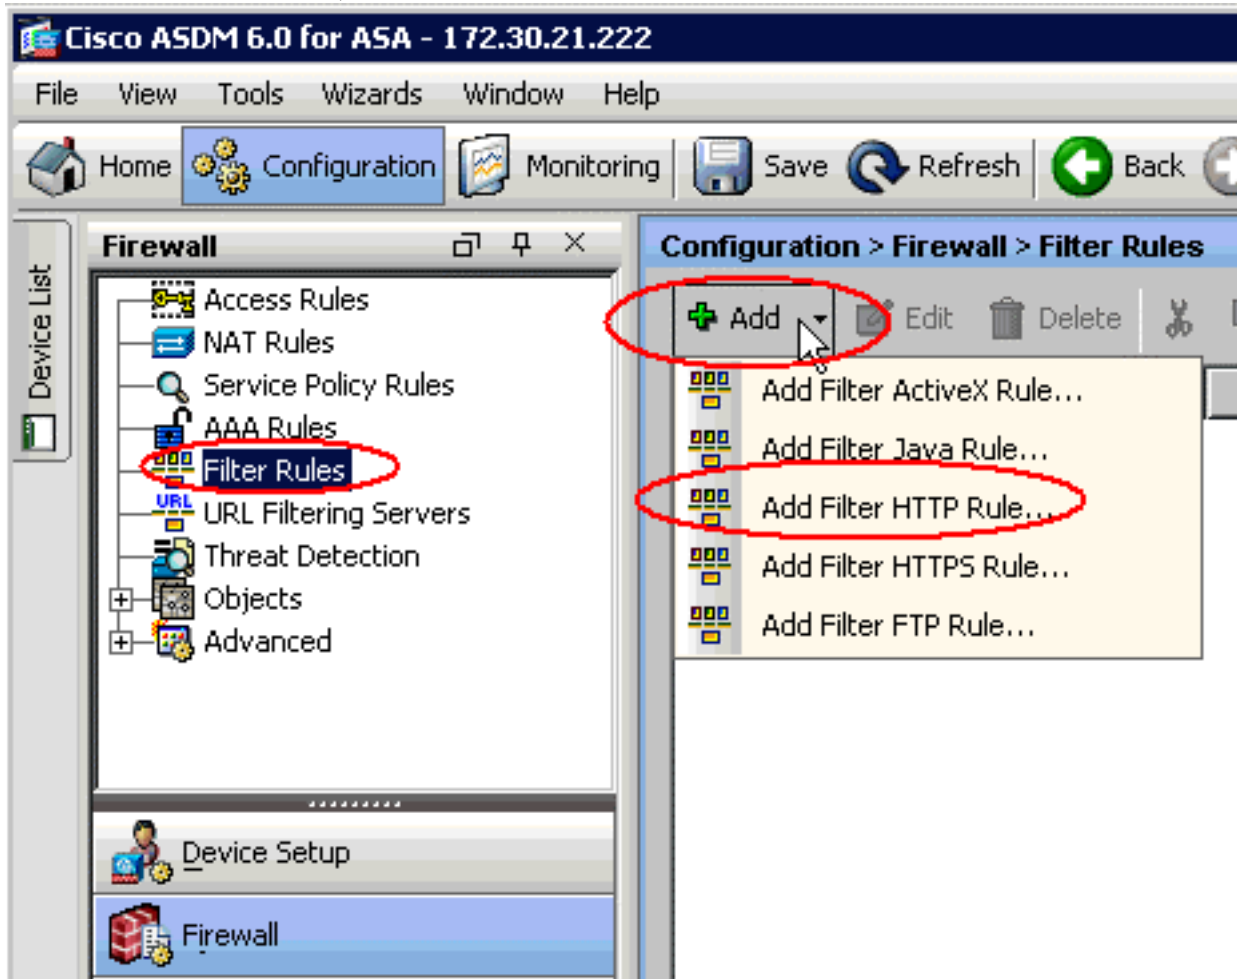 Cisco ASDM 6.0 for ASA - 172.30.21.222
File View Tools Wizards Window Help
Home Configuration Monitoring Save Refresh Back
Device List
Firewall
Access Rules
NAT Rules
Service Policy Rules
AAA Rules
Filter Rules
URL URL Filtering Servers
Threat Detection
Objects
Advanced
Device Setup
Firewall
Configuration > Firewall > Filter Rules
Add Edit Delete
Add Filter ActiveX Rule...
Add Filter Java Rule...
Add Filter HTTP Rule...
Add Filter HTTPS Rule...
Add Filter FTP Rule...